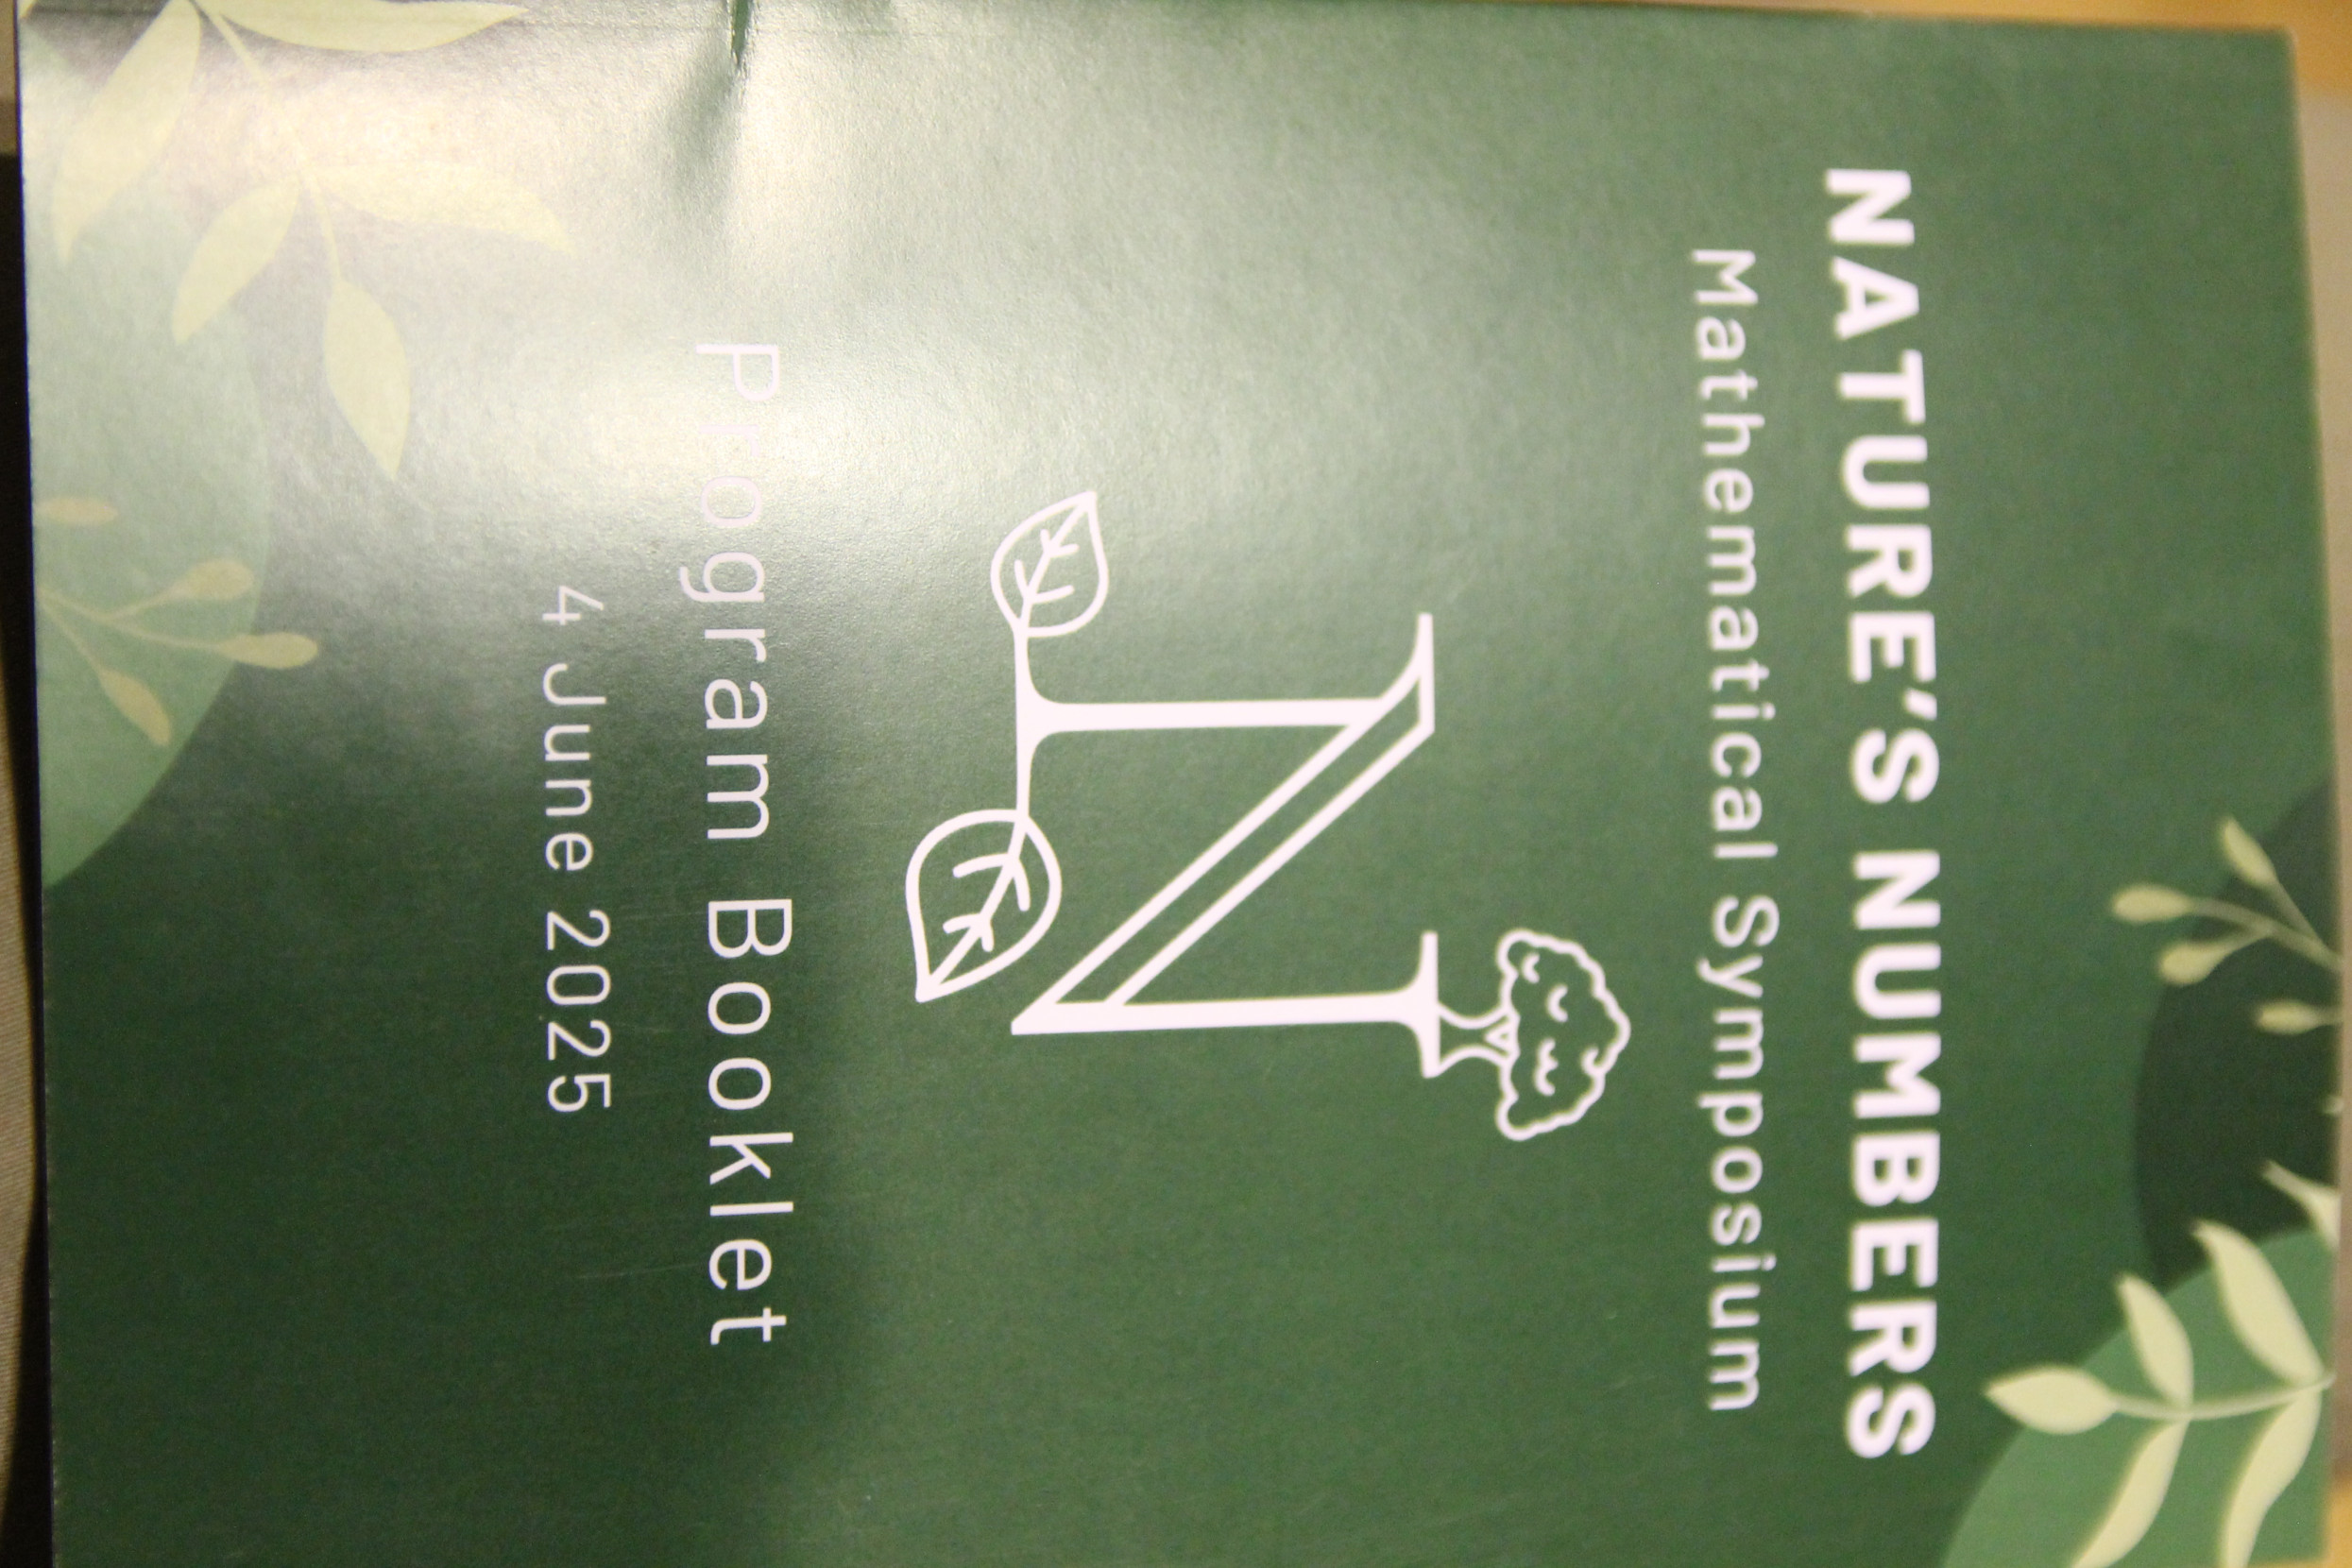 NATURE'S NUMBERS
Mathematical Symposium
N
Program Booklet
4 June 2025